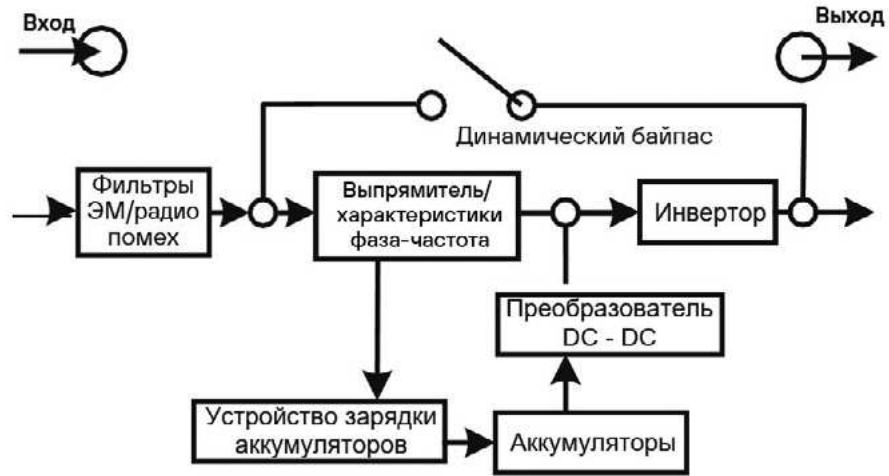 Вход
Выход
Динамический байпас
Фильтры
ЭМ/радио
помех
Выпрямитель/
характеристики
фаза-частота
Инвертор
Преобразователь
DC - DC
Устройство зарядки
аккумуляторов
Аккумуляторы